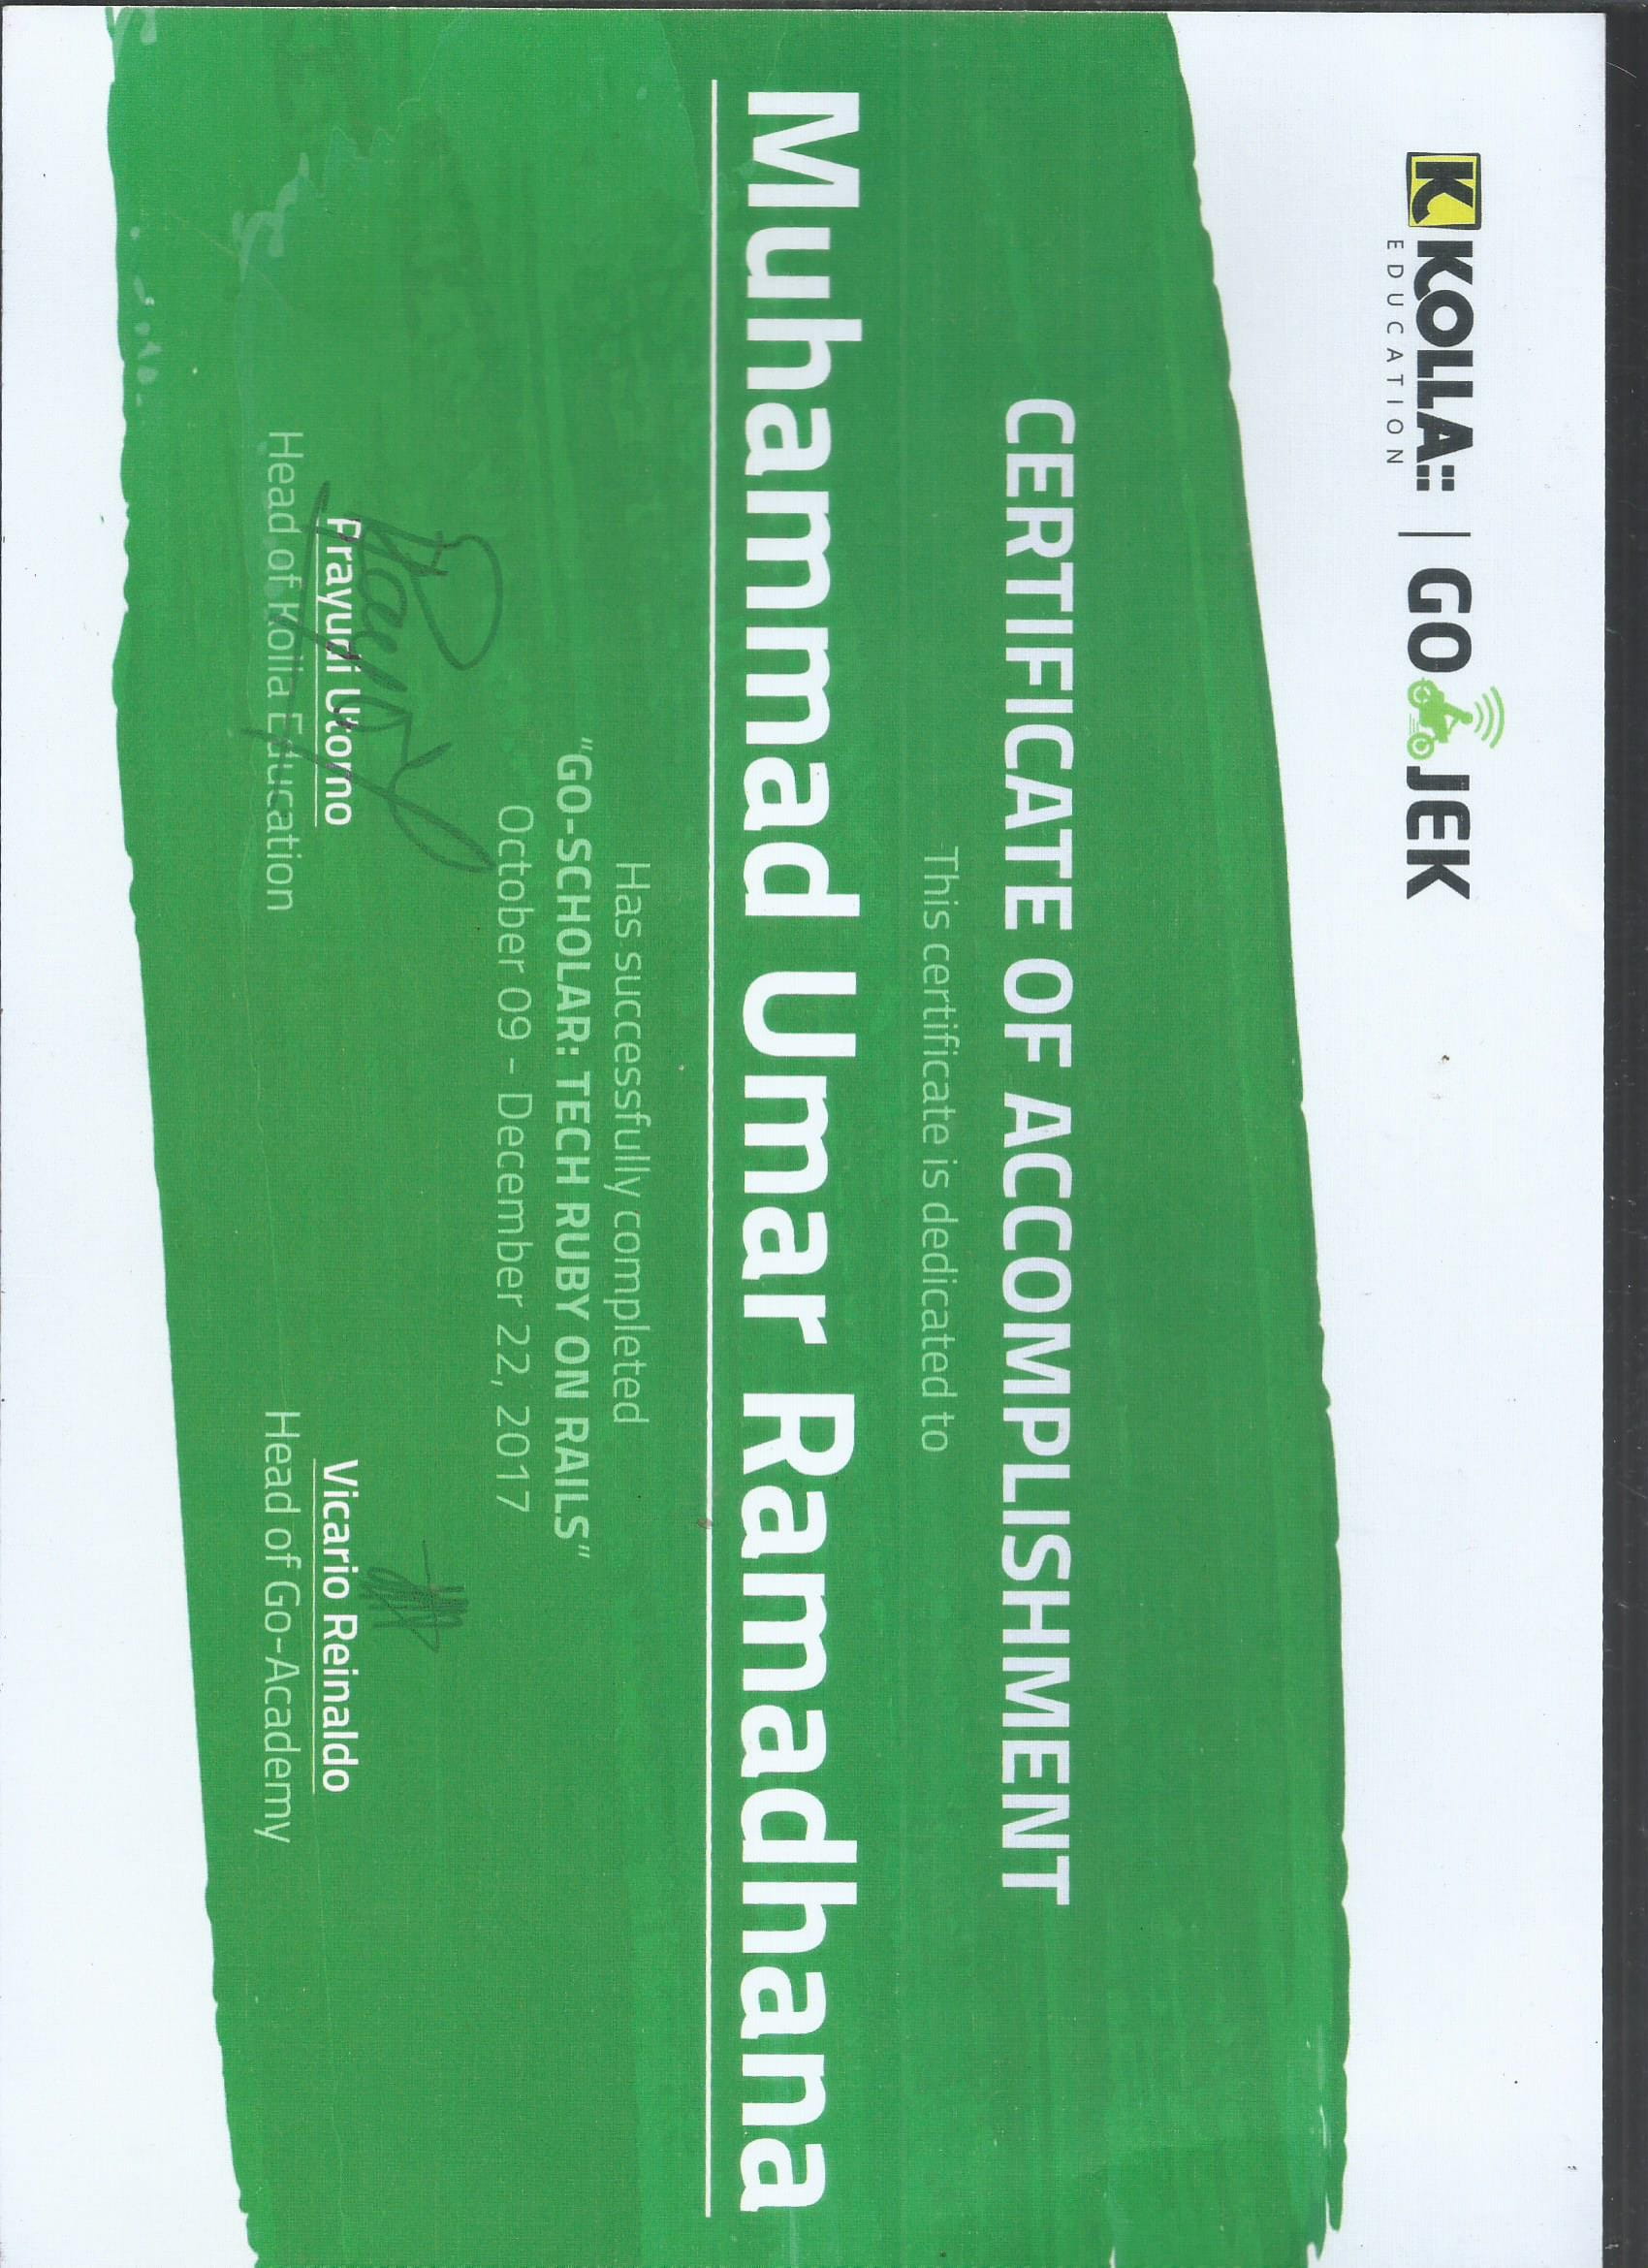 K KOLLA:: | GO JEK
EDUCATION
CERTIFICATE OF ACCOMPLISHMENT
This certificate is dedicated to
Muhammad Umar Ramadhana
Has successfully completed
“GO-SCHOLAR: TECH RUBY ON RAILS”
October 09 - December 22, 2017
Prayudi Utomo
Head of Kolla Education
Vicario Reinaldo
Head of Go-Academy